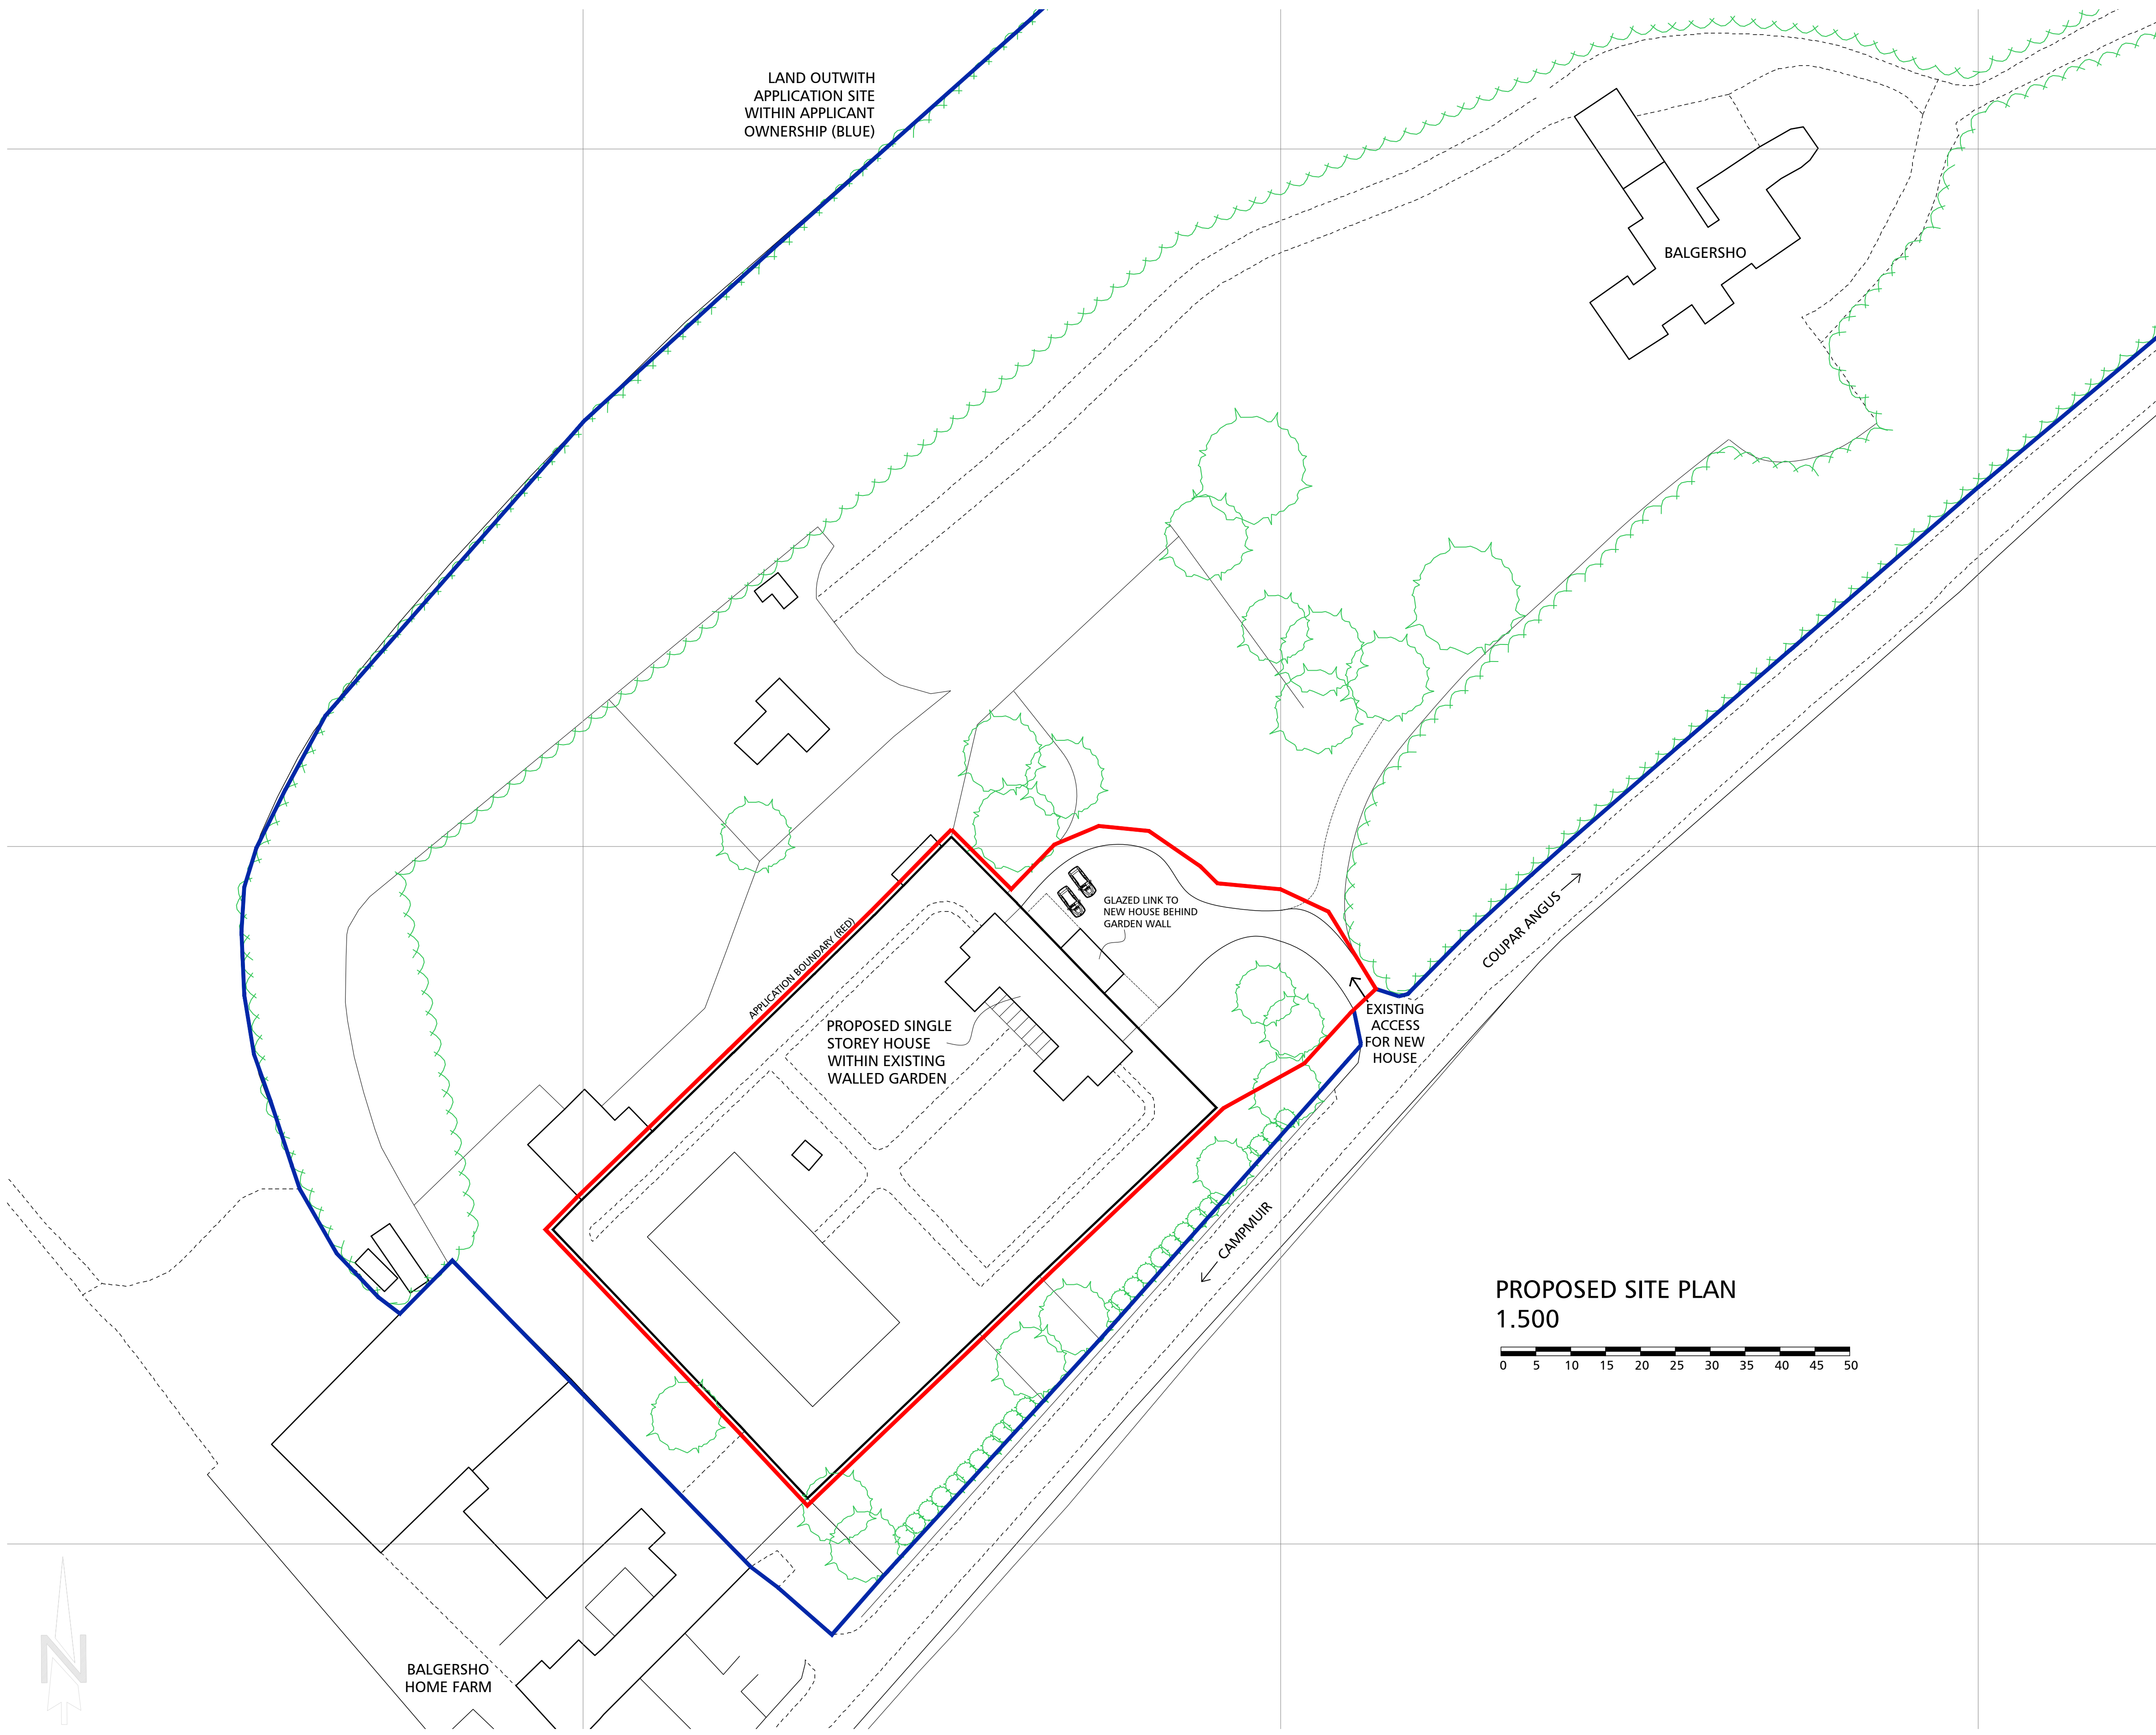 LAND OUTWITH
APPLICATION SITE
WITHIN APPLICANT
OWNERSHIP (BLUE)
BALGERSHO
GLAZED LINK TO
NEW HOUSE BEHIND
GARDEN WALL
APPLICATION BOUNDARY (RED)
COUPAR ANGUS
EXISTING
ACCESS
FOR NEW
HOUSE
PROPOSED SINGLE
STOREY HOUSE
WITHIN EXISTING
WALLED GARDEN
CAMPMUIR
PROPOSED SITE PLAN
1.500
0 5 10 15 20 25 30 35 40 45 50
BALGERSHO
HOME FARM
N